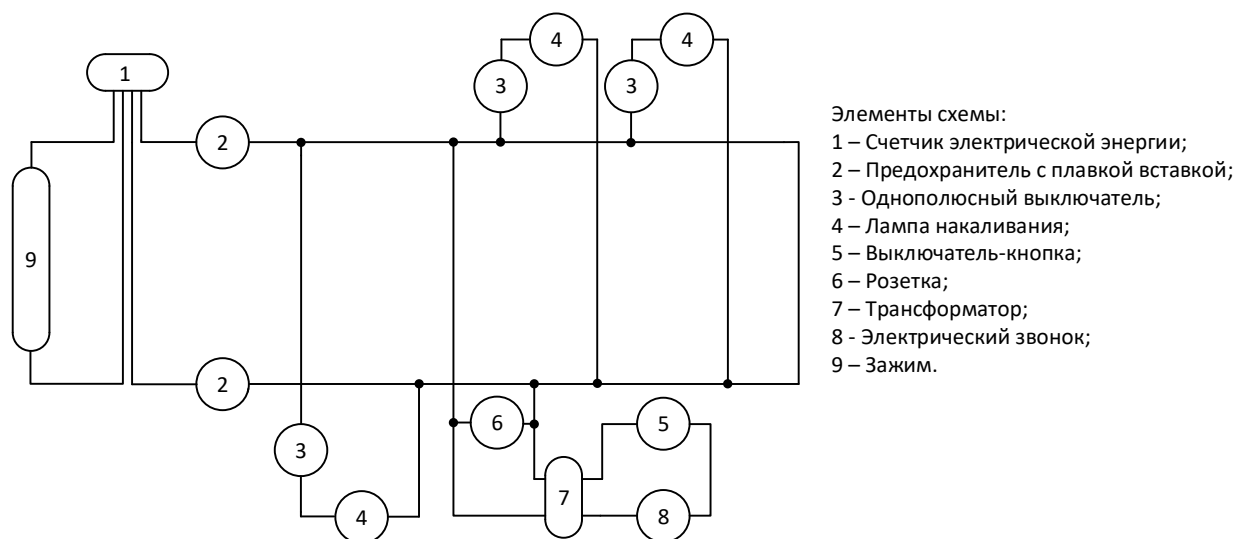 4
4
1
3
3
2
9
2
6
5
3
7
4
8
Элементы схемы:
1 – Счетчик электрической энергии;
2 – Предохранитель с плавкой вставкой;
3 - Однополюсный выключатель;
4 – Лампа накаливания;
5 – Выключатель-кнопка;
6 – Розетка;
7 – Трансформатор;
8 - Электрический звонок;
9 – Зажим.